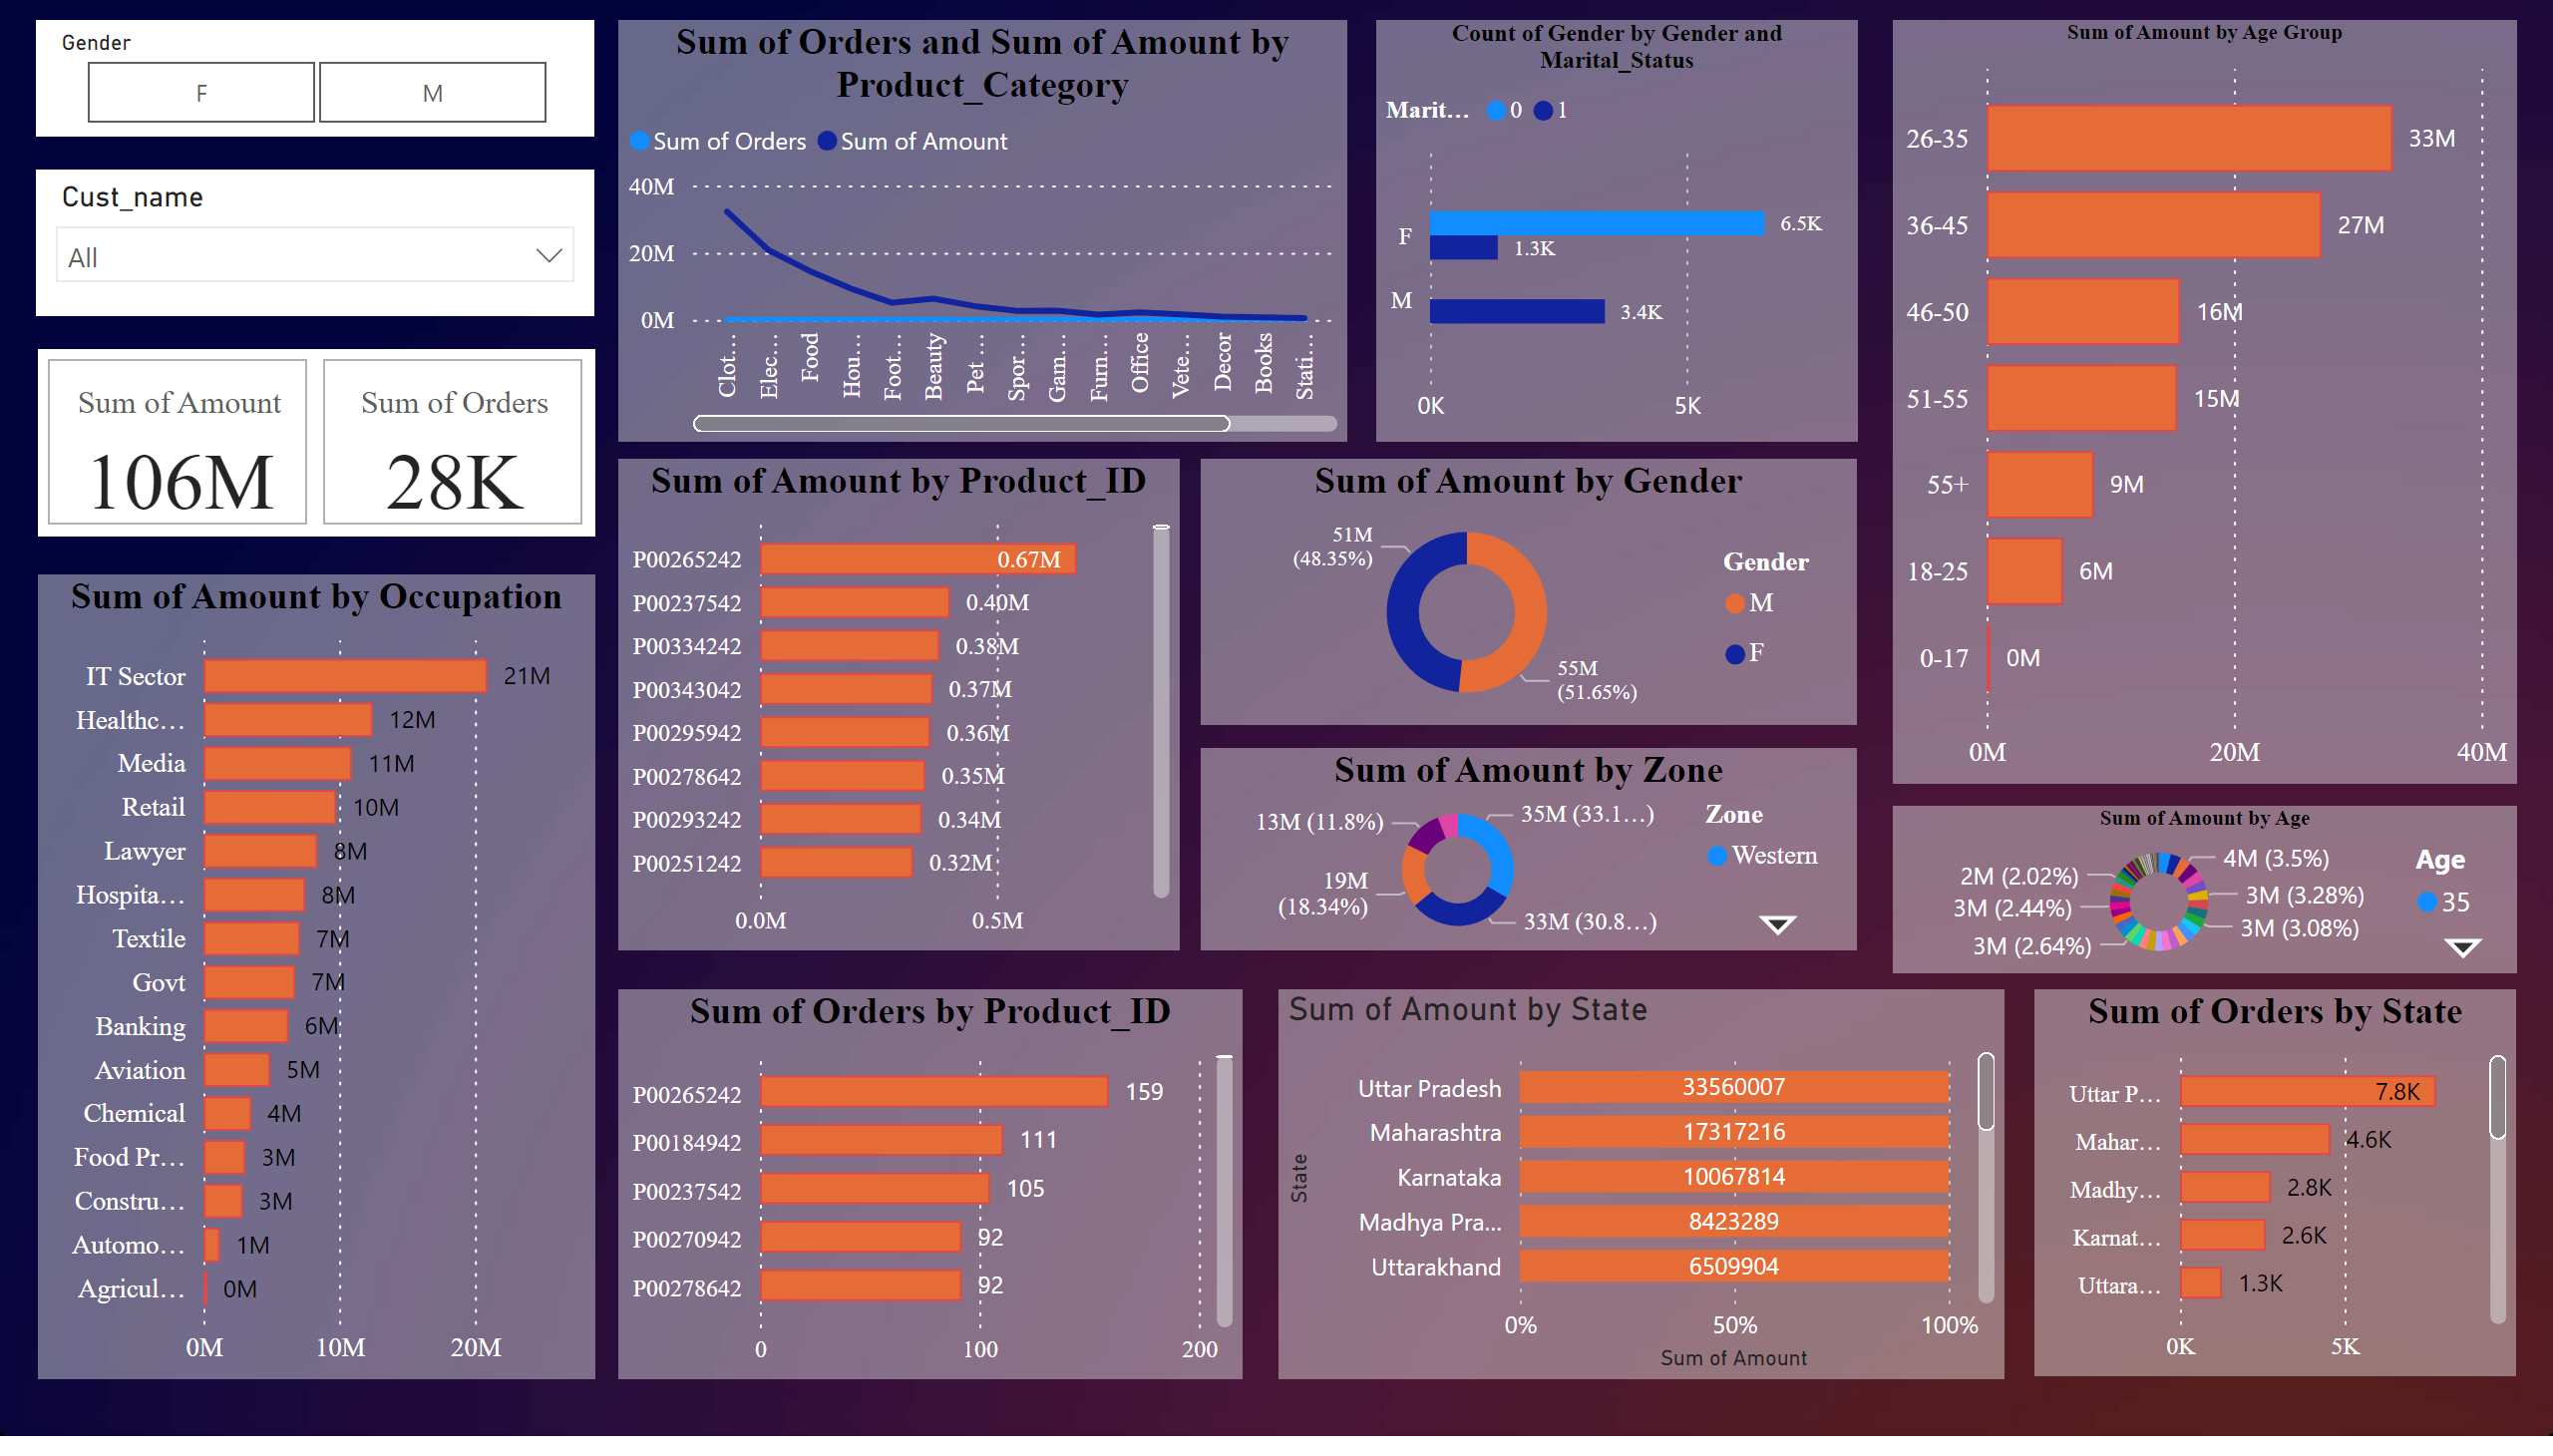 Gender
F
M
Cust_name
All
Sum of Amount
106M
Sum of Orders
28K
Sum of Amount by Occupation
IT Sector 21M
Healthc... 12M
Media 11M
Retail 10M
Lawyer 8M
Hospita... 8M
Textile 7M
Govt 7M
Banking 6M
Aviation 5M
Chemical 4M
Food Pr... 3M
Constru... 3M
Automo... 1M
Agricul... 0M
0M 10M 20M
Sum of Orders and Sum of Amount by
Product_Category
Sum of Orders Sum of Amount
40M
20M
0M
Clot... Elec... Food Hou... Foot... Beauty Pet ... Spor... Gam... Furn... Office Vete... Decor Books Stati...
Count of Gender by Gender and
Marital_Status
Marit... 0 1
F 6.5K
1.3K
M 3.4K
0K 5K
Sum of Amount by Age Group
26-35 33M
36-45 27M
46-50 16M
51-55 15M
55+ 9M
18-25 6M
0-17 0M
0M 20M 40M
Sum of Amount by Product_ID
P00265242 0.67M
P00237542 0.40M
P00334242 0.38M
P00343042 0.37M
P00295942 0.36M
P00278642 0.35M
P00293242 0.34M
P00251242 0.32M
0.0M 0.5M
Sum of Amount by Gender
51M
(48.35%)
55M
(51.65%)
Gender
M
F
Sum of Amount by Zone
13M (11.8%)
35M (33.1...)
19M
(18.34%)
33M (30.8...)
Zone
Western
Sum of Amount by Age
4M (3.5%)
2M (2.02%)
3M (3.28%)
3M (2.44%)
3M (3.08%)
3M (2.64%)
Age
35
Sum of Orders by Product_ID
P00265242 159
P00184942 111
P00237542 105
P00270942 92
P00278642 92
0 100 200
Sum of Amount by State
State
Uttar Pradesh 33560007
Maharashtra 17317216
Karnataka 10067814
Madhya Pra... 8423289
Uttarakhand 6509904
0% 50% 100%
Sum of Amount
Sum of Orders by State
Uttar P... 7.8K
Mahar... 4.6K
Madhy... 2.8K
Karnat... 2.6K
Uttara... 1.3K
0K 5K